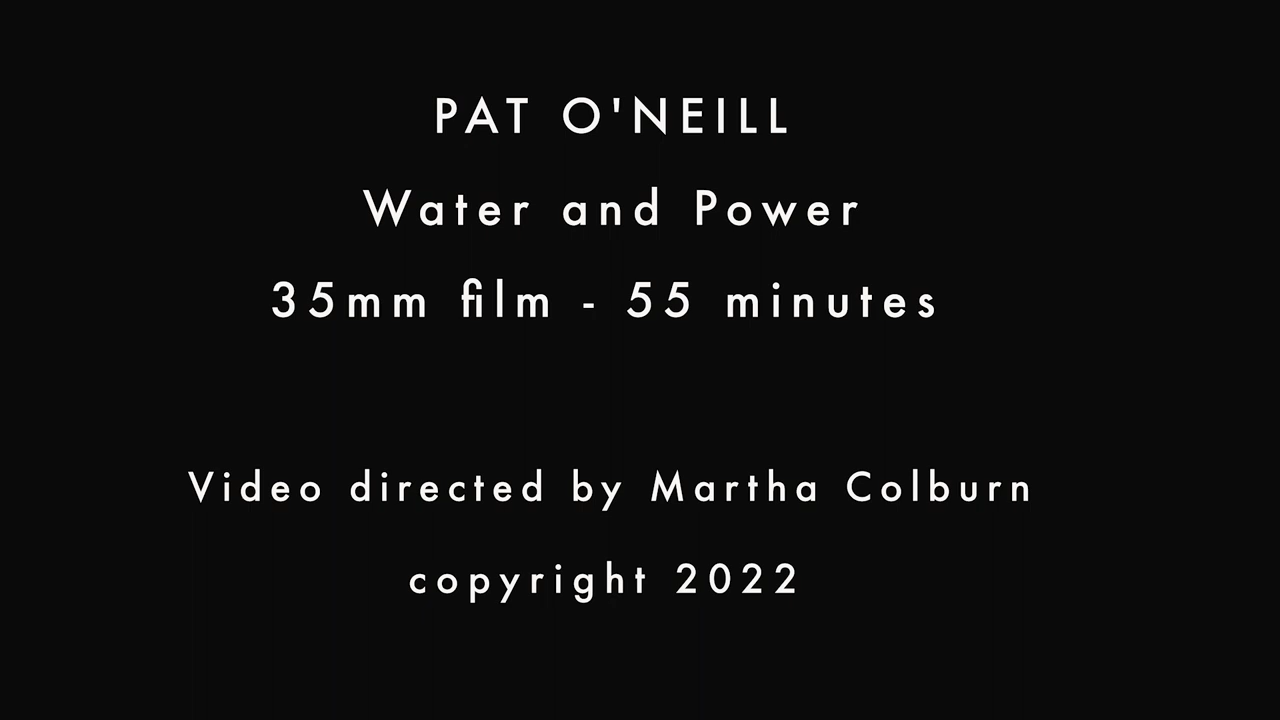 PAT O'NEILL
Water and Power
35mm film - 55 minutes
Video directed by Martha Colburn
copyright 2022